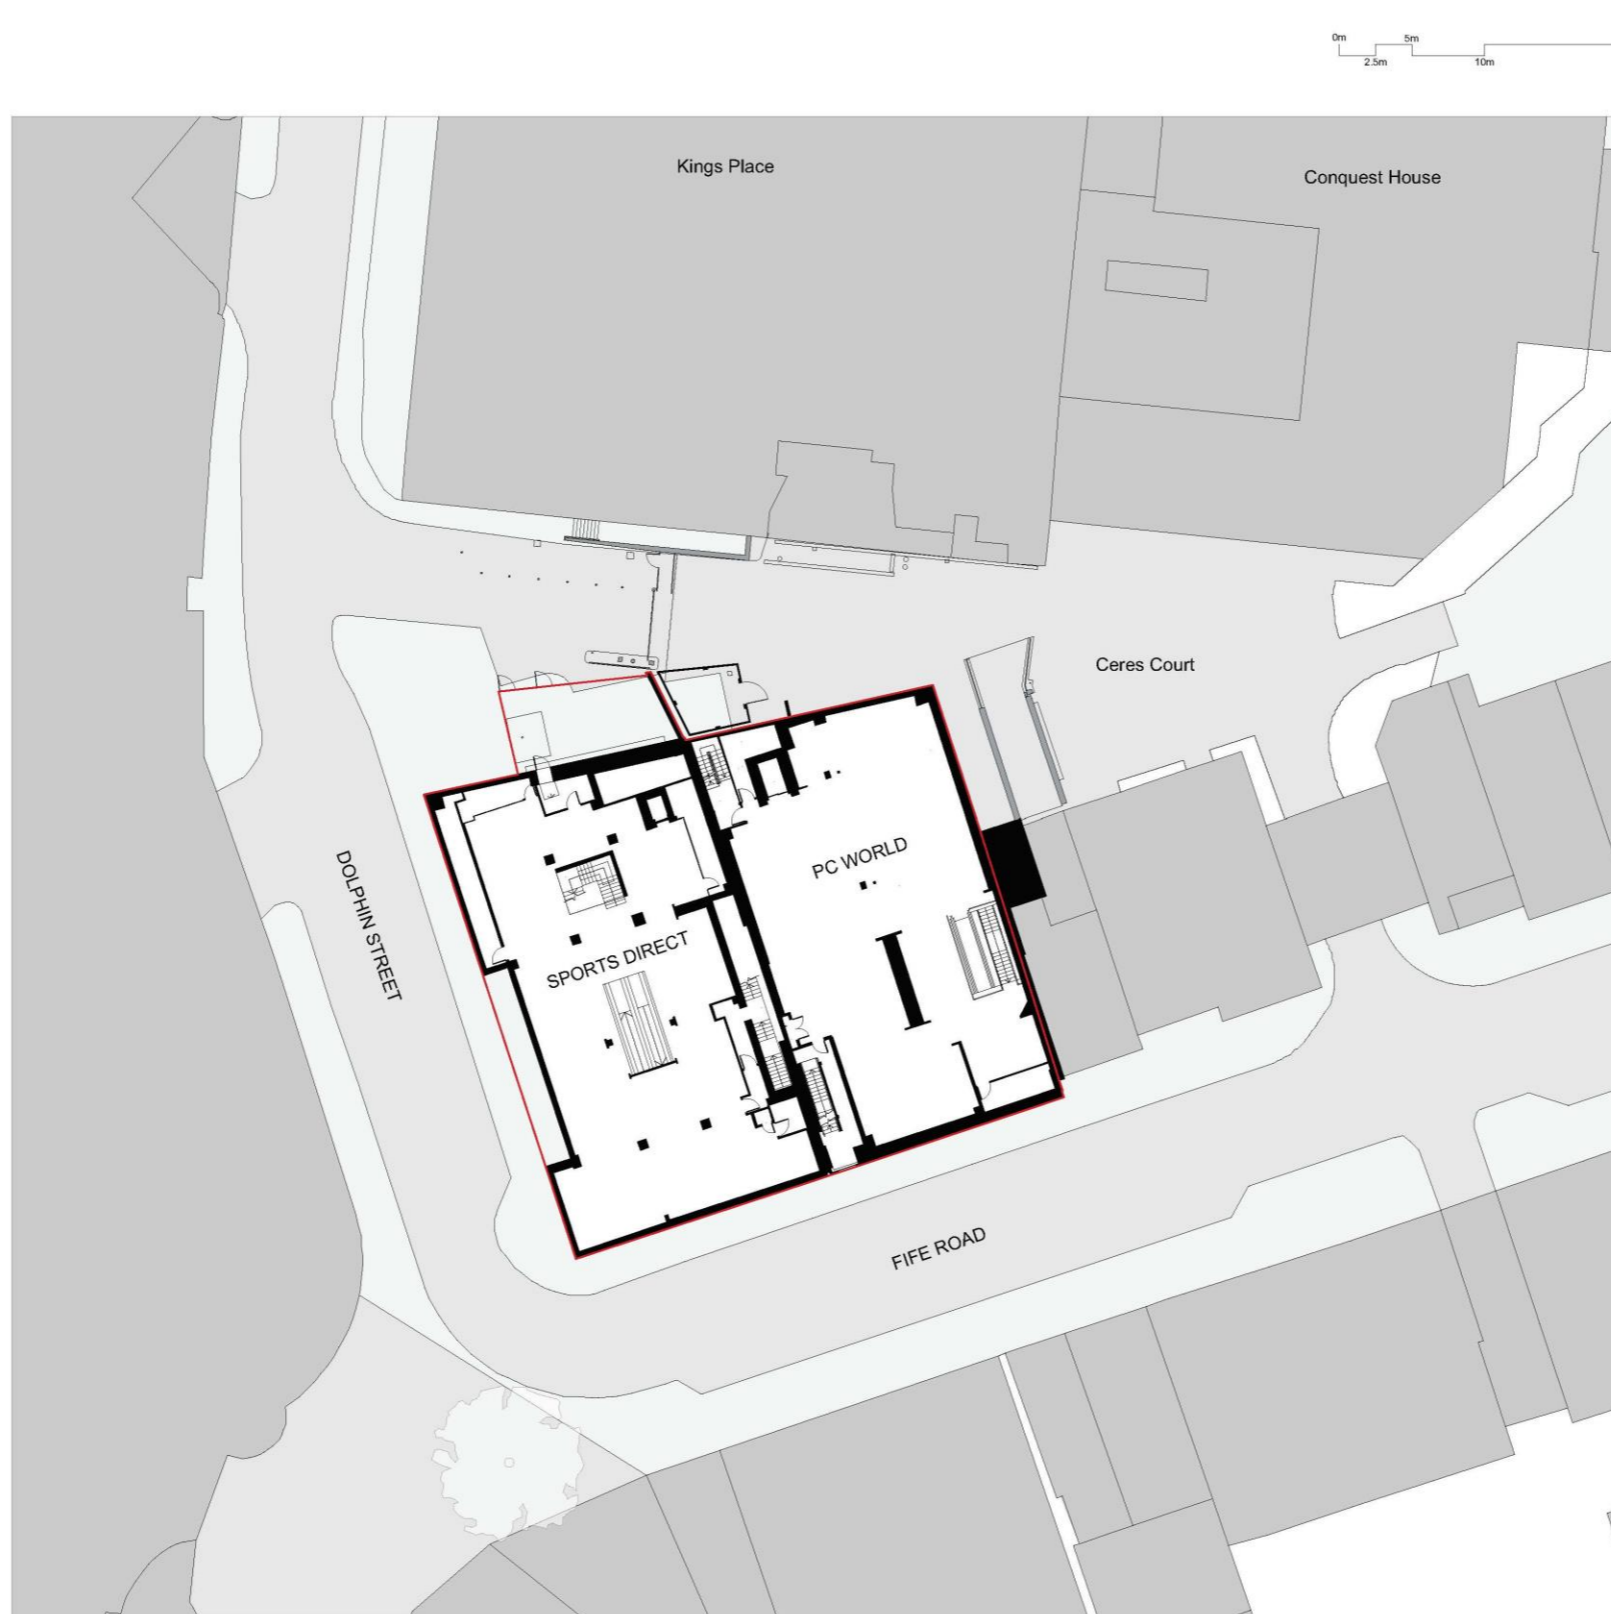 0m 5m
2.5m 10m
Kings Place
Conquest House
Ceres Court
PC WORLD
DOLPHIN STREET
SPORTS DIRECT
FIFE ROAD